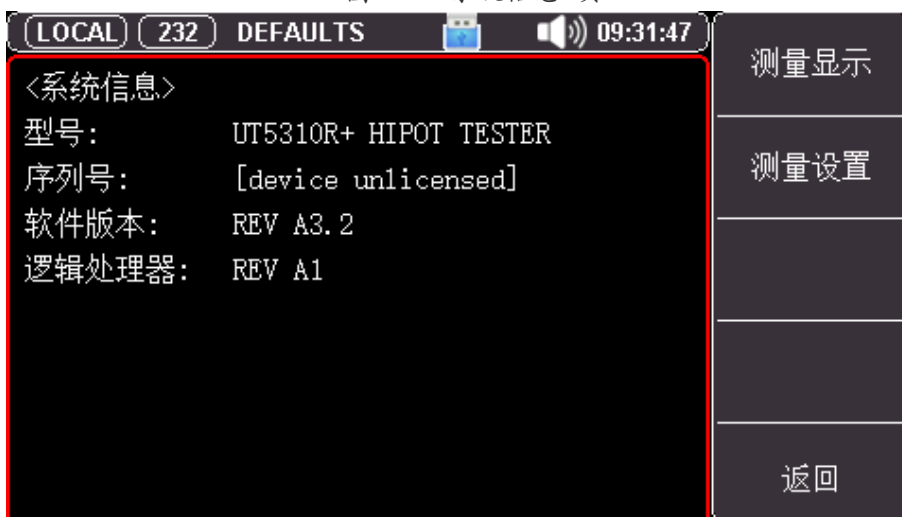 LOCAL 232 DEFAULTS 09:31:47
<系统信息>
型号: UT5310R+ HIPOT TESTER
序列号: [device unlicensed]
软件版本: REV A3.2
逻辑处理器: REV A1
测量显示
测量设置
返回